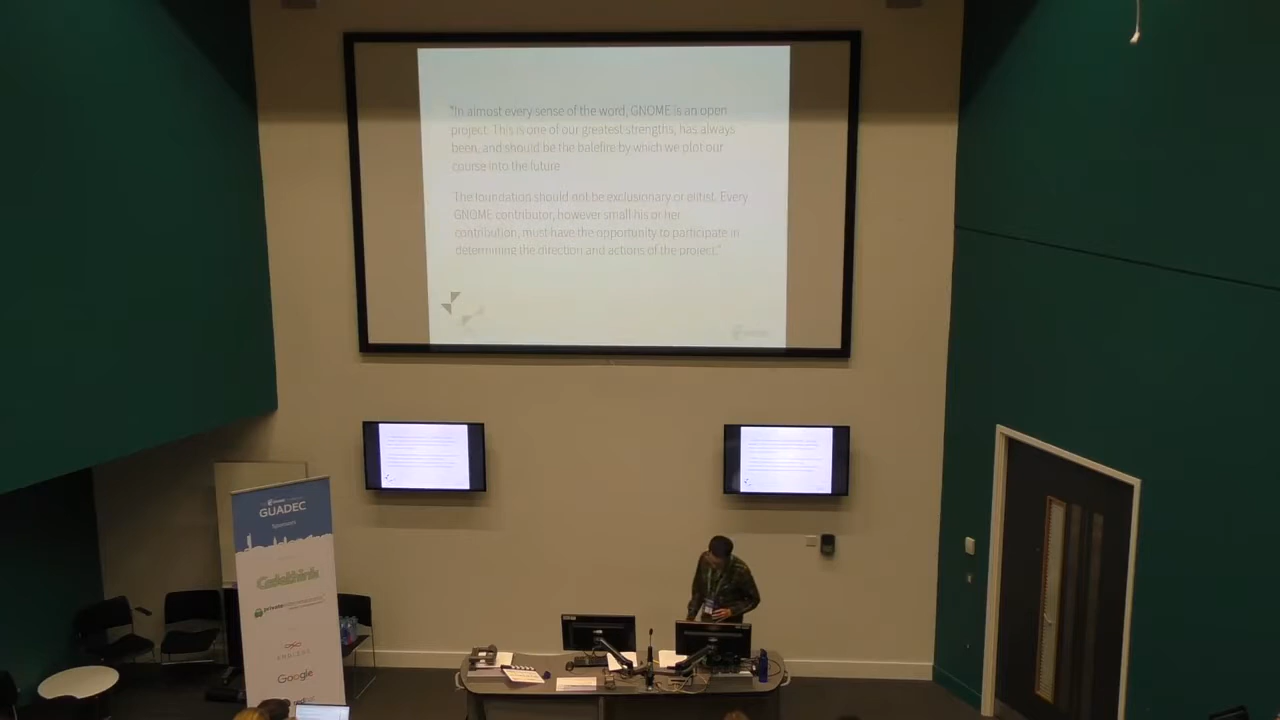 "In almost every sense of the word, GNOME is an open
project. This is one of our greatest strengths, has always
been, and should be the balefire by which we plot our
course into the future
The foundation should not be exclusionary or elitist. Every
GNOME contributor, however small his or her
contribution, must have the opportunity to participate in
determining the direction and actions of the project."
GUADEC
Sponsors
Codethink
privateinternetaccess
ENDLESS
Google